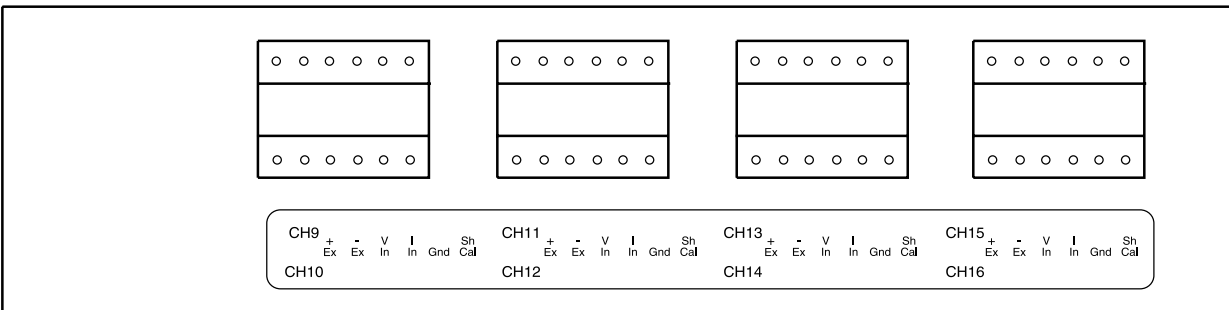 CH9 + - V I Sh CH11 + - V I Sh CH13 + - V I Sh CH15 + - V I Sh
Ex Ex In In Gnd Cal Ex Ex In In Gnd Cal Ex Ex In In Gnd Cal Ex Ex In In Gnd Cal
CH10 CH12 CH14 CH16